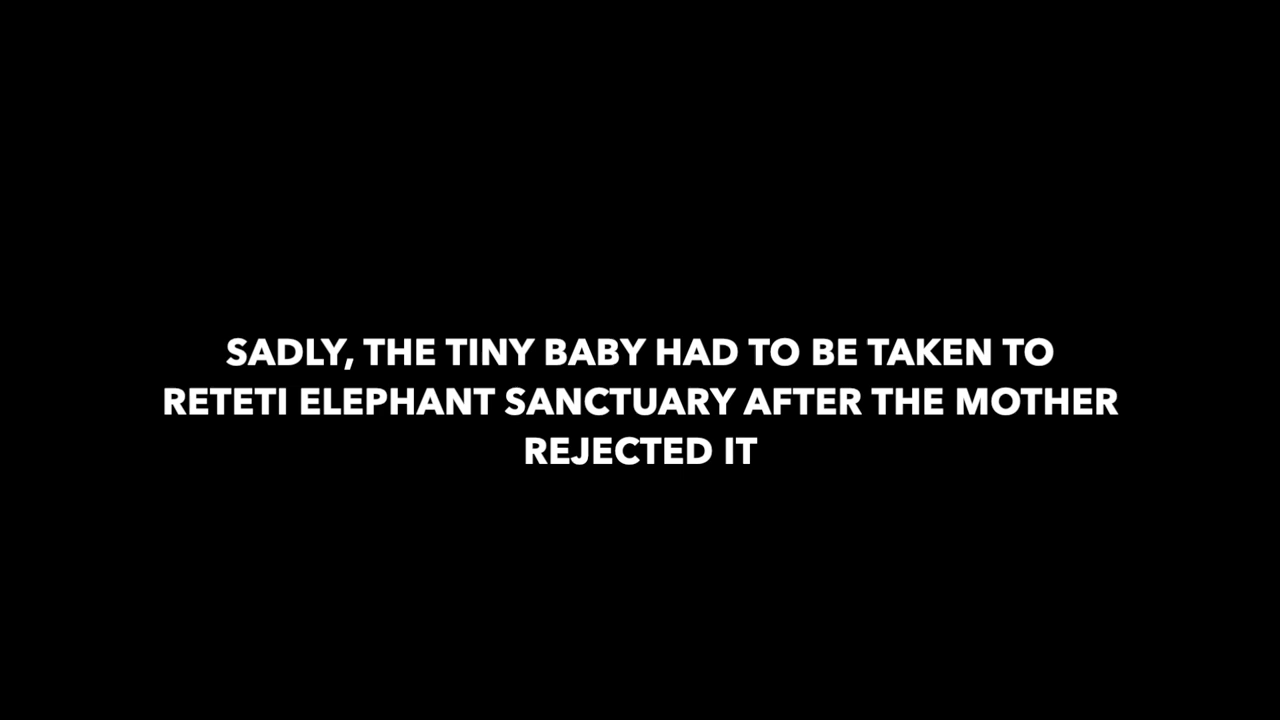 SADLY, THE TINY BABY HAD TO BE TAKEN TO
RETETI ELEPHANT SANCTUARY AFTER THE MOTHER
REJECTED IT